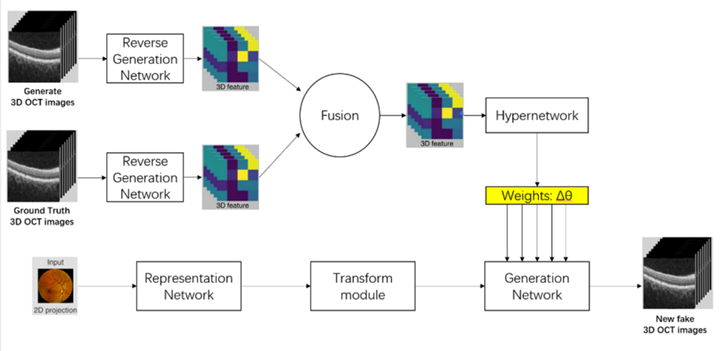 Generate
3D OCT images
Reverse
Generation
Network
3D feature
Fusion
3D feature
Hypernetwork
Ground Truth
3D OCT images
Reverse
Generation
Network
3D feature
Weights: Δθ
Input
2D projection
Representation
Network
Transform
module
Generation
Network
New fake
3D OCT images